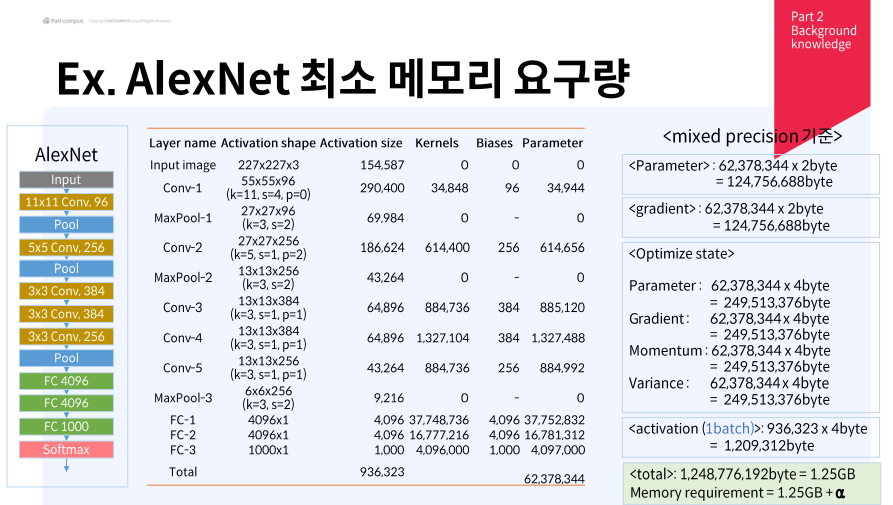 fast campus Copyright FASTCAMPUS Corp. All Rights Reserved
Part 2
Background
knowledge
Ex. AlexNet 최소 메모리 요구량
AlexNet
Input
11x11 Conv, 96
Pool
5x5 Conv, 256
Pool
3x3 Conv, 384
3x3 Conv, 384
3x3 Conv, 256
Pool
FC 4096
FC 4096
FC 1000
Softmax
Layer name Activation shape Activation size Kernels Biases Parameter
Input image 227x227x3 154,587 0 0 0
Conv-1 55x55x96 (k=11, s=4, p=0) 290,400 34,848 96 34,944
MaxPool-1 27x27x96 (k=3, s=2) 69,984 0 - 0
Conv-2 27x27x256 (k=5, s=1, p=2) 186,624 614,400 256 614,656
MaxPool-2 13x13x256 (k=3, s=2) 43,264 0 - 0
Conv-3 13x13x384 (k=3, s=1, p=1) 64,896 884,736 384 885,120
Conv-4 13x13x384 (k=3, s=1, p=1) 64,896 1,327,104 384 1,327,488
Conv-5 13x13x256 (k=3, s=1, p=1) 43,264 884,736 256 884,992
MaxPool-3 6x6x256 (k=3, s=2) 9,216 0 - 0
FC-1 4096x1 4,096 37,748,736 4,096 37,752,832
FC-2 4096x1 4,096 16,777,216 4,096 16,781,312
FC-3 1000x1 1,000 4,096,000 1,000 4,097,000
Total 936,323 62,378,344
<mixed precision 기준>
<Parameter> : 62,378,344 x 2byte
= 124,756,688byte
<gradient> : 62,378,344 x 2byte
= 124,756,688byte
<Optimize state>
Parameter : 62,378,344 x 4byte
= 249,513,376byte
Gradient : 62,378,344 x 4byte
= 249,513,376byte
Momentum : 62,378,344 x 4byte
= 249,513,376byte
Variance : 62,378,344 x 4byte
= 249,513,376byte
<activation (1batch)>: 936,323 x 4byte
= 1,209,312byte
<total>: 1,248,776,192byte = 1.25GB
Memory requirement = 1.25GB + α